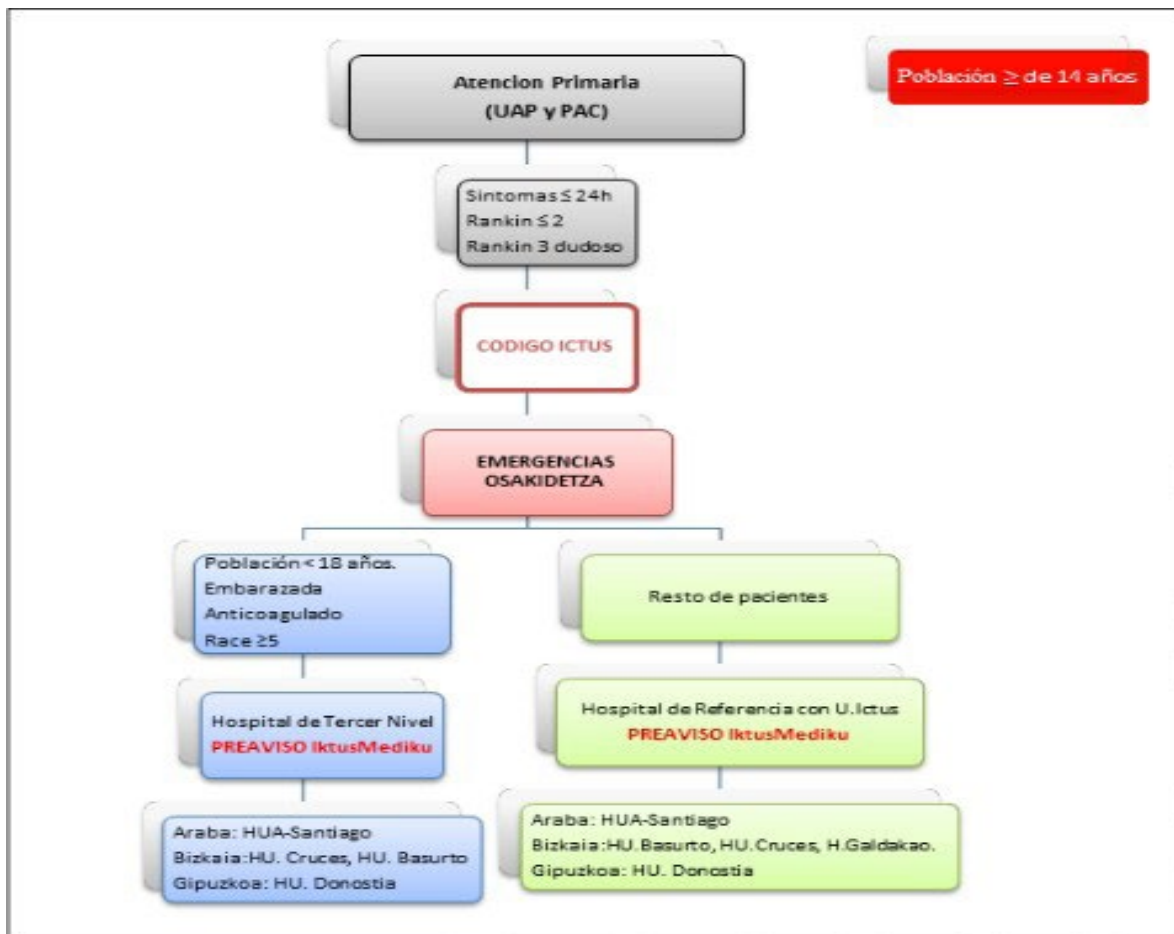 Atencion Primaria
(UAP y PAC)
Población ≥ de 14 años
Sintomas ≤ 24h
Rankin ≤ 2
Rankin 3 dudoso
CODIGO ICTUS
EMERGENCIAS
OSAKIDETZA
Población < 18 años.
Embarazada
Anticoagulado
Race ≥5
Resto de pacientes
Hospital de Tercer Nivel
PREAVISO IktusMediku
Hospital de Referencia con U.Ictus
PREAVISO IktusMediku
Araba: HUA-Santiago
Bizkaia:HU. Cruces, HU. Basurto
Gipuzkoa: HU. Donostia
Araba: HUA-Santiago
Bizkaia:HU.Basurto, HU.Cruces, H.Galdakao.
Gipuzkoa: HU. Donostia